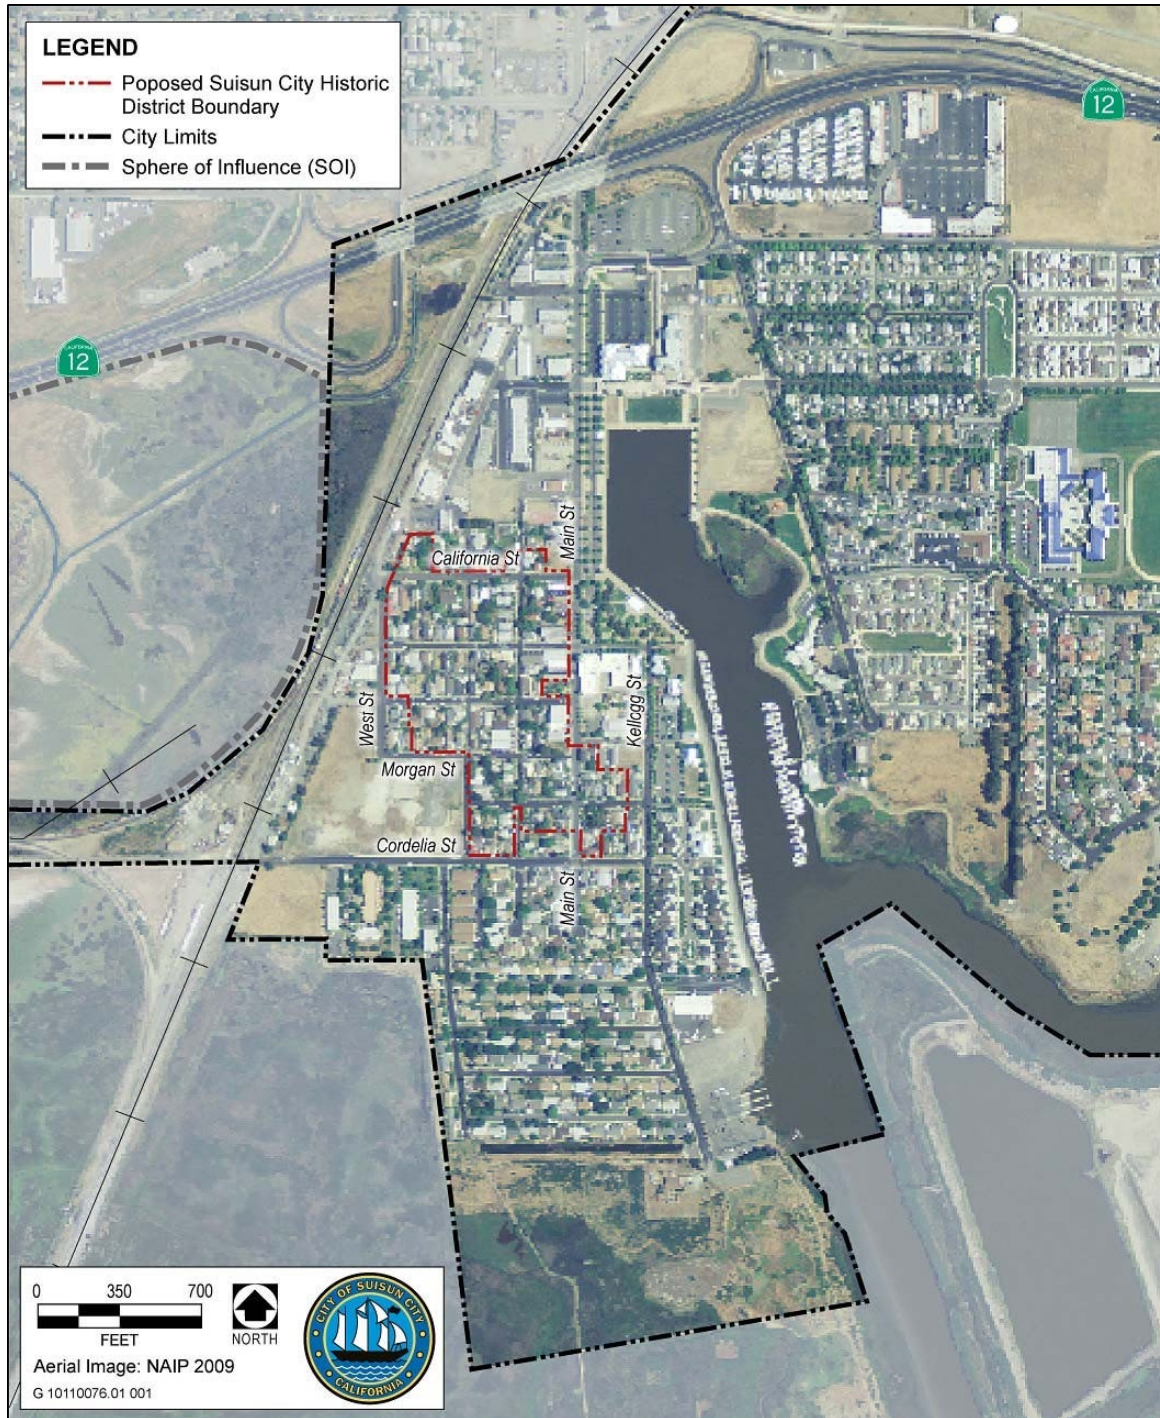 LEGEND
Poposed Suisun City Historic
District Boundary
City Limits
Sphere of Influence (SOI)
CALIFORNIA
12
CALIFORNIA
12
California St
Main St
West St
Kellogg St
Morgan St
Cordelia St
Main St
0 350 700
FEET
NORTH
Aerial Image: NAIP 2009
G 10110076.01 001
CITY OF SUISUN CITY
CALIFORNIA